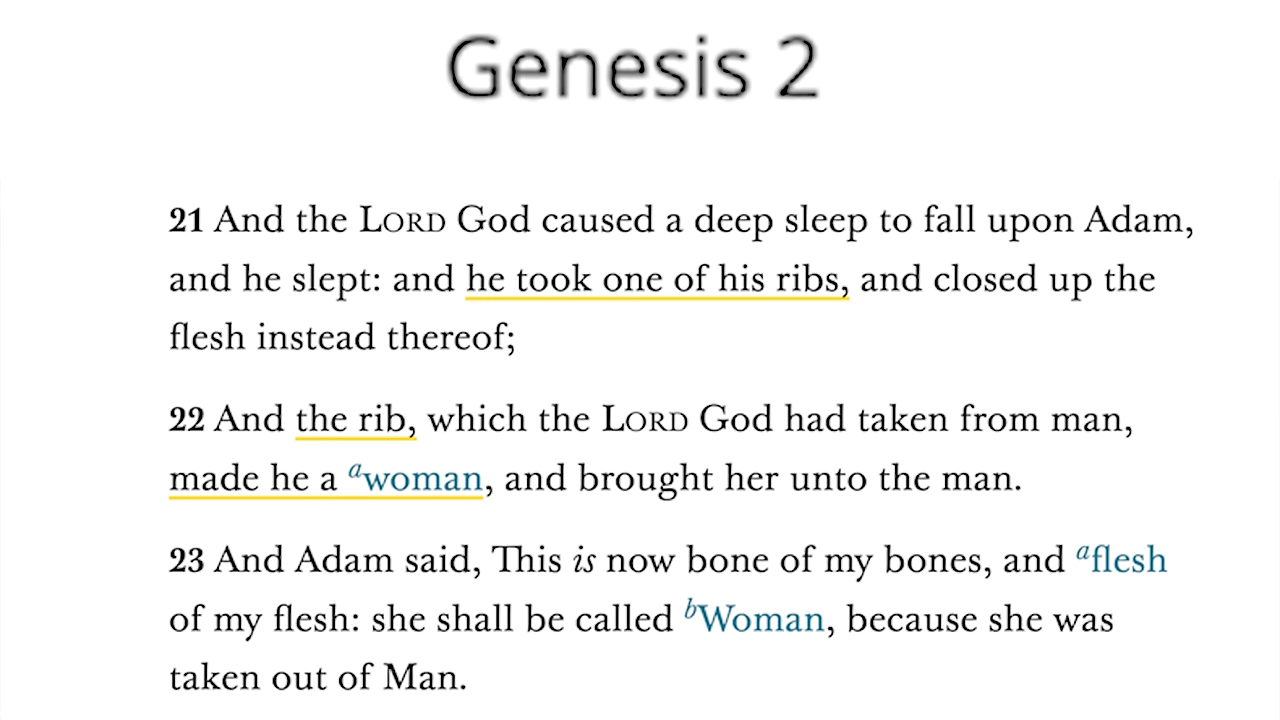 Genesis 2
21 And the LORD God caused a deep sleep to fall upon Adam,
and he slept: and he took one of his ribs, and closed up the
flesh instead thereof;
22 And the rib, which the LORD God had taken from man,
made he a a woman, and brought her unto the man.
23 And Adam said, This is now bone of my bones, and a flesh
of my flesh: she shall be called b Woman, because she was
taken out of Man.